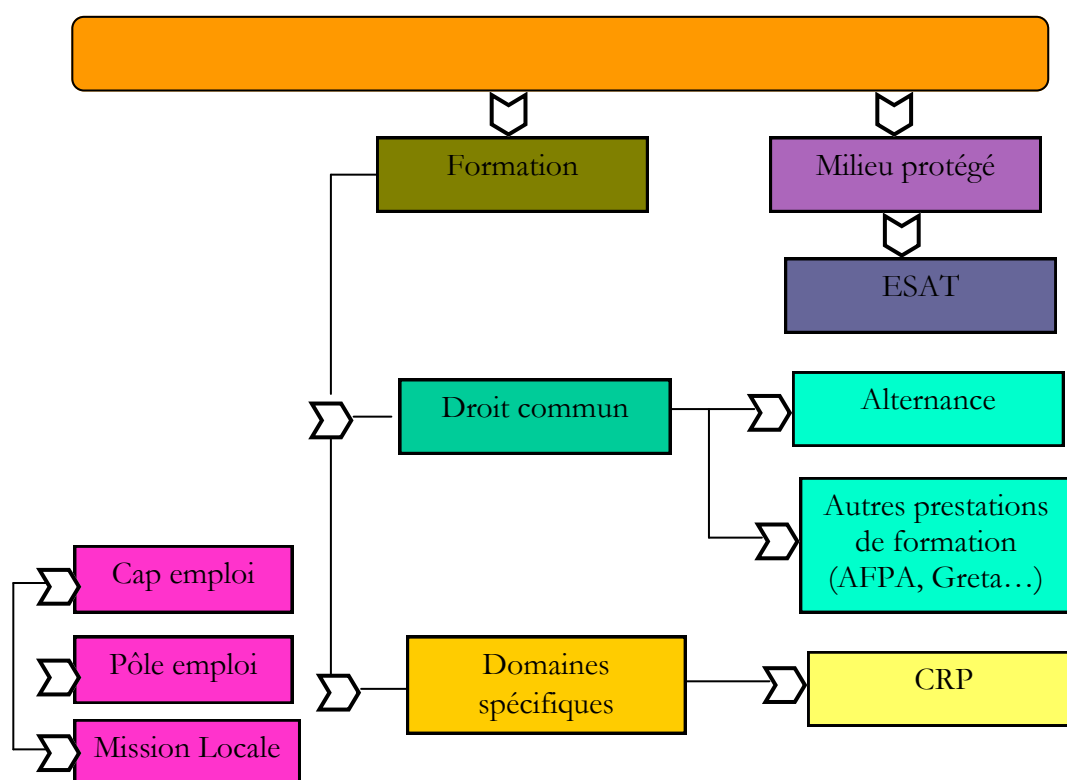 Formation
Milieu protégé
ESAT
Droit commun
Alternance
Autres prestations
de formation
(AFPA, Greta…)
Cap emploi
Pôle emploi
Mission Locale
Domaines
spécifiques
CRP